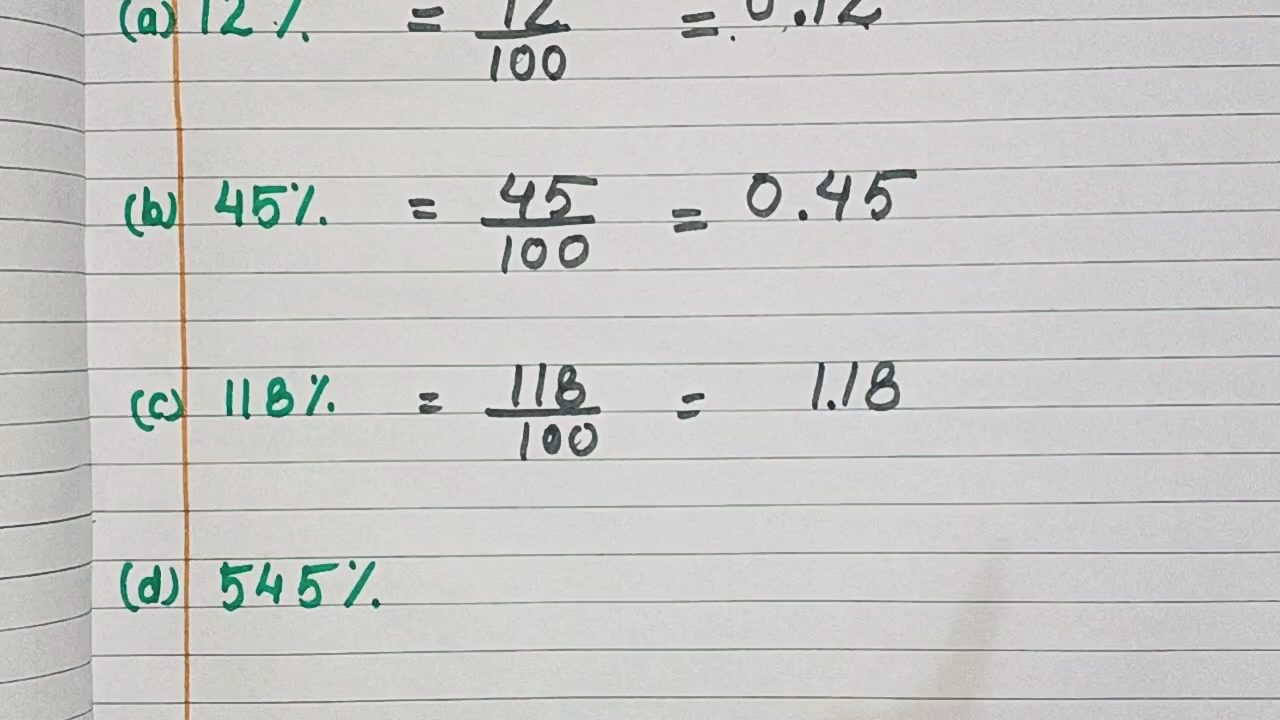 (a) 12% = 12/100 = 0.12
(b) 45% = 45/100 = 0.45
(c) 118% = 118/100 = 1.18
(d) 545%